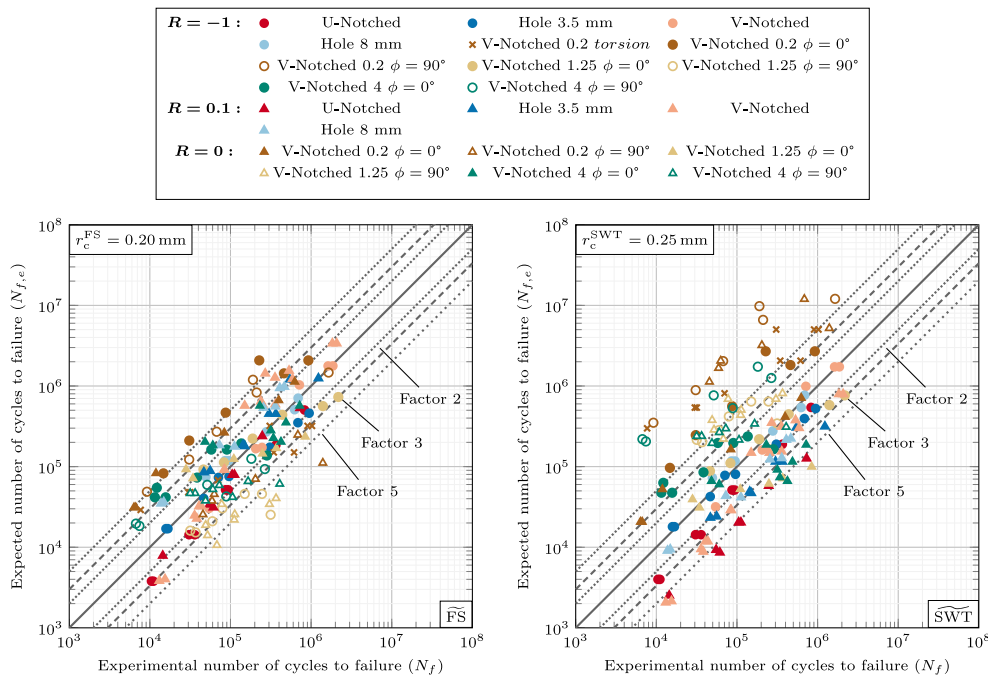 R = −1 : U-Notched Hole 3.5 mm V-Notched
Hole 8 mm V-Notched 0.2 torsion V-Notched 0.2 ϕ = 0°
V-Notched 0.2 ϕ = 90° V-Notched 1.25 ϕ = 0° V-Notched 1.25 ϕ = 90°
V-Notched 4 ϕ = 0° V-Notched 4 ϕ = 90°
R = 0.1 : U-Notched Hole 3.5 mm V-Notched
Hole 8 mm
R = 0 : V-Notched 0.2 ϕ = 0° V-Notched 0.2 ϕ = 90° V-Notched 1.25 ϕ = 0°
V-Notched 1.25 ϕ = 90° V-Notched 4 ϕ = 0° V-Notched 4 ϕ = 90°
Expected number of cycles to failure (N_{f,e})
10^8
10^7
10^6
10^5
10^4
10^3
r_c^{FS} = 0.20 mm
Factor 2
Factor 3
Factor 5
F͠S
10^3 10^4 10^5 10^6 10^7 10^8
Experimental number of cycles to failure (N_f)
Expected number of cycles to failure (N_{f,e})
10^8
10^7
10^6
10^5
10^4
10^3
r_c^{SWT} = 0.25 mm
Factor 2
Factor 3
Factor 5
S͠WT
10^3 10^4 10^5 10^6 10^7 10^8
Experimental number of cycles to failure (N_f)